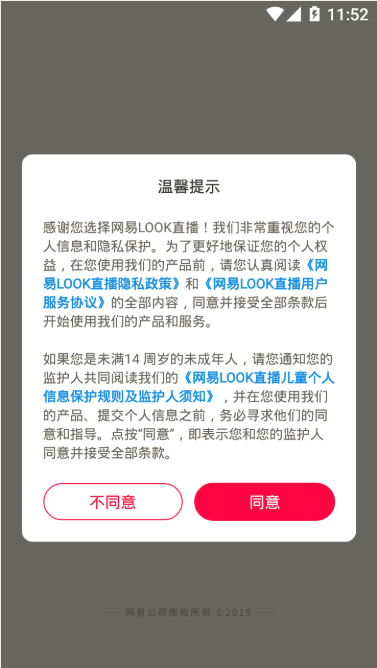 11:52
温馨提示
感谢您选择网易LOOK直播！我们非常重视您的个
人信息和隐私保护。为了更好地保证您的个人权
益，在您使用我们的产品前，请您认真阅读《网
易LOOK直播隐私政策》和《网易LOOK直播用户
服务协议》的全部内容，同意并接受全部条款后
开始使用我们的产品和服务。
如果您是未满14 周岁的未成年人，请您通知您的
监护人共同阅读我们的《网易LOOK直播儿童个人
信息保护规则及监护人须知》，并在您使用我们
的产品、提交个人信息之前，务必寻求他们的同
意和指导。点按“同意”，即表示您和您的监护人
同意并接受全部条款。
不同意 同意
网易公司版权所有 ©2019